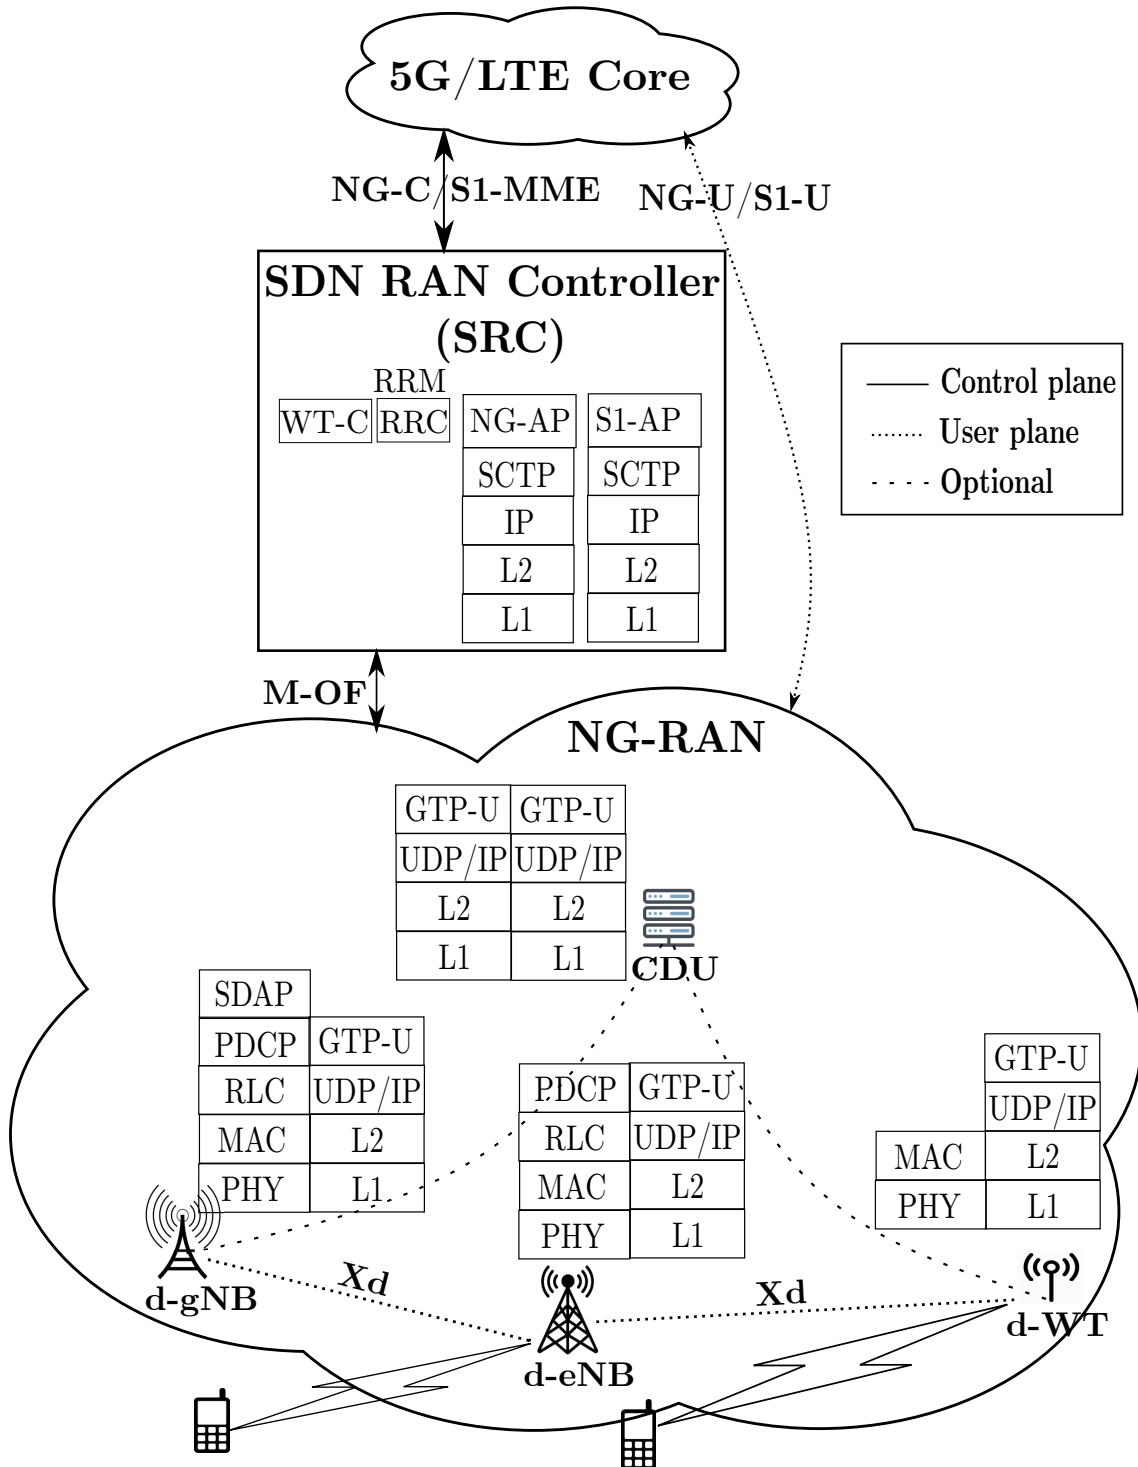 5G/LTE Core
NG-C/S1-MME
NG-U/S1-U
SDN RAN Controller
(SRC)
RRM
WT-C
RRC
NG-AP
SCTP
IP
L2
L1
S1-AP
SCTP
IP
L2
L1
Control plane
User plane
Optional
M-OF
NG-RAN
GTP-U GTP-U
UDP/IP UDP/IP
L2 L2
L1 L1
CDU
SDAP
PDCP GTP-U
RLC UDP/IP
MAC L2
PHY L1
d-gNB
Xd
PDCP GTP-U
RLC UDP/IP
MAC L2
PHY L1
d-eNB
Xd
GTP-U
UDP/IP
MAC L2
PHY L1
d-WT